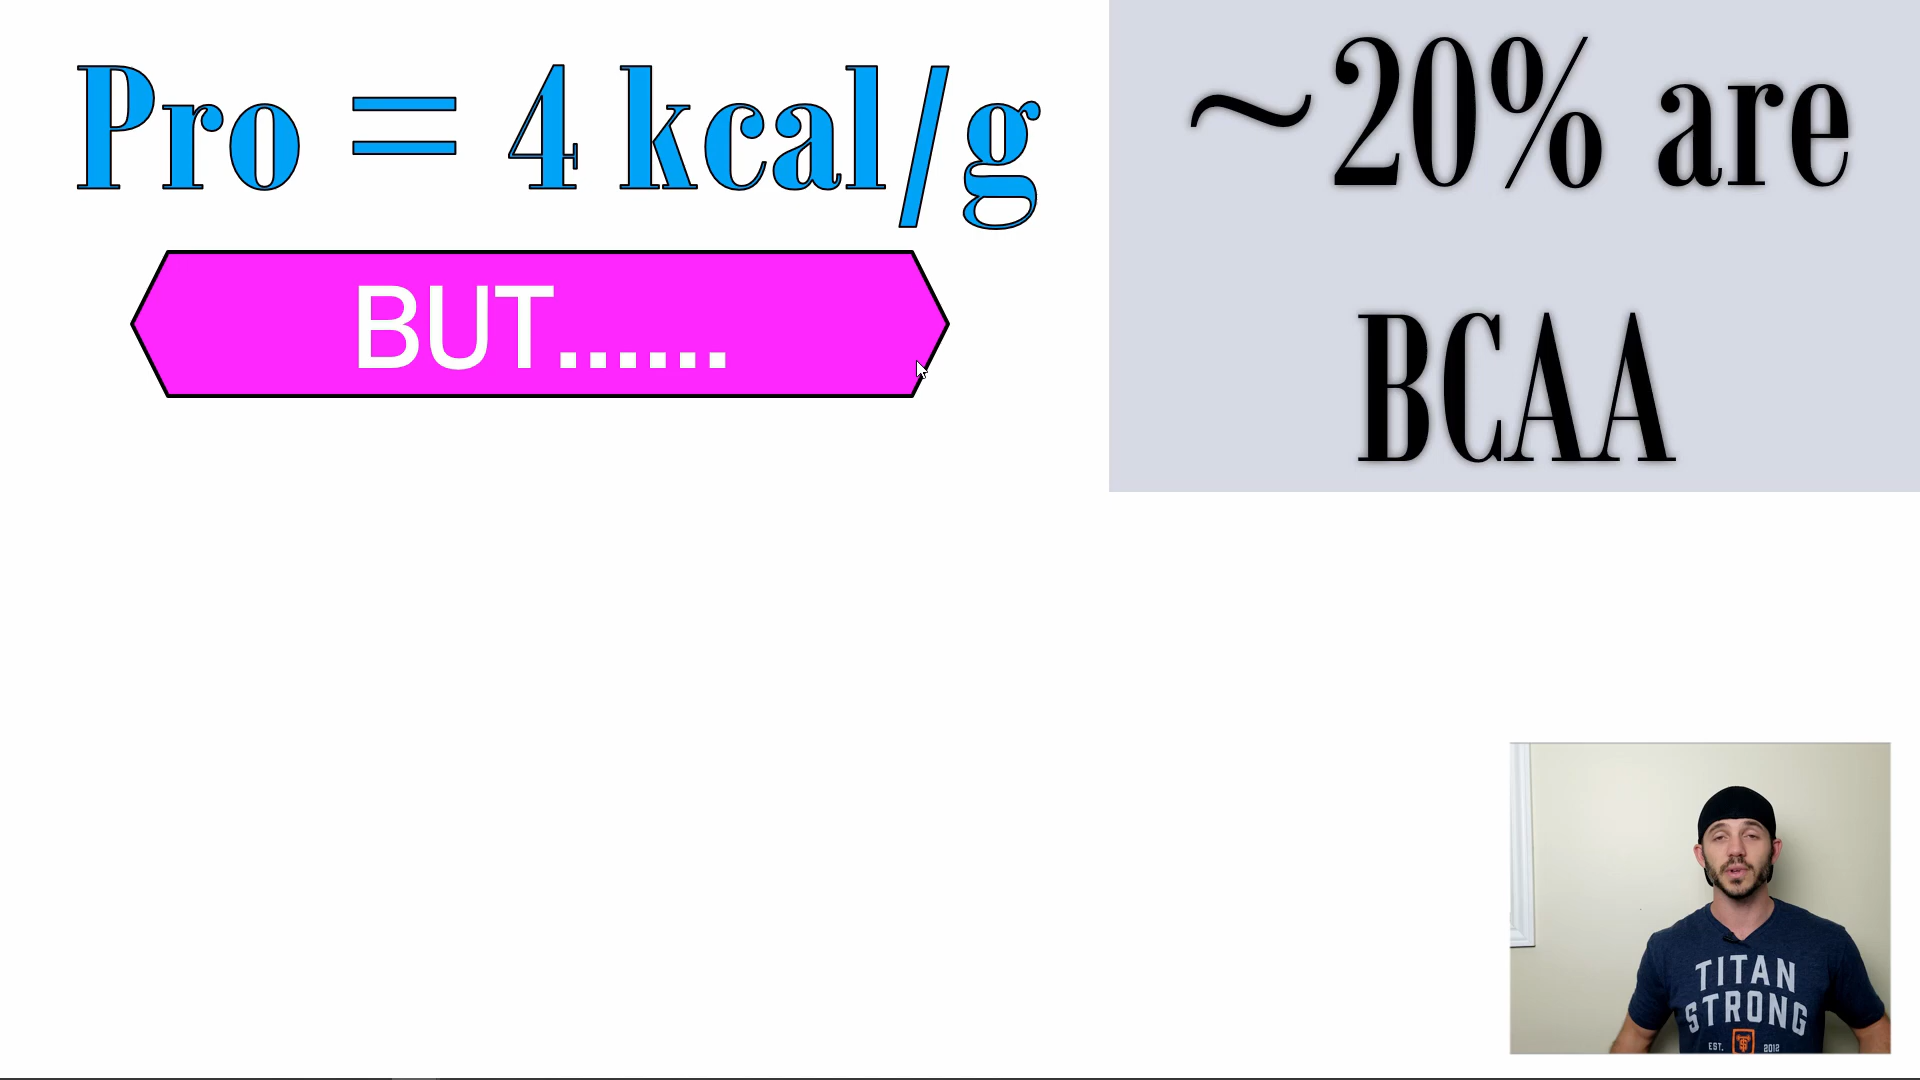 Pro = 4 kcal/g
BUT......
~20% are
BCAA
TITAN
STRONG
EST. 2012